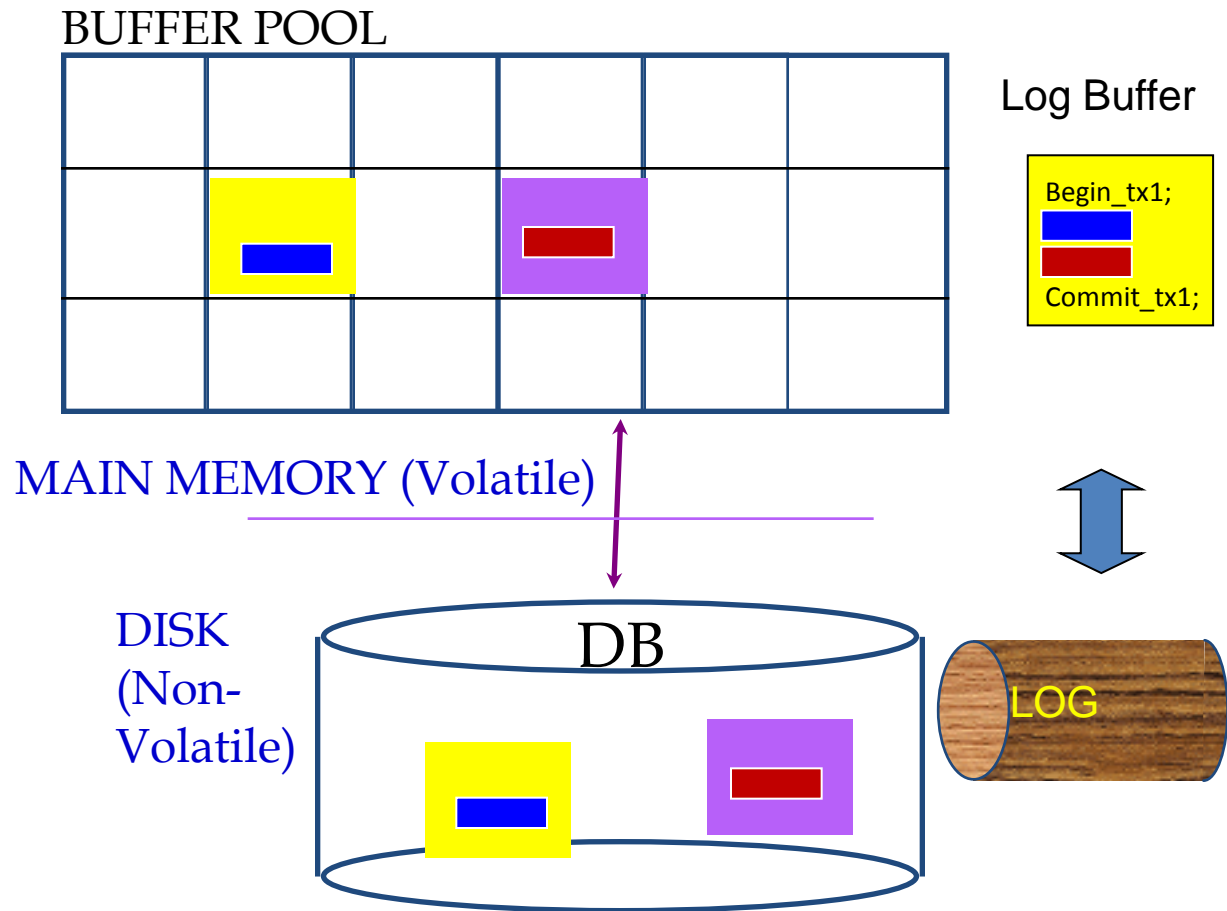 BUFFER POOL
Log Buffer
Begin_tx1;
Commit_tx1;
MAIN MEMORY (Volatile)
DISK
(Non-
Volatile)
DB
LOG